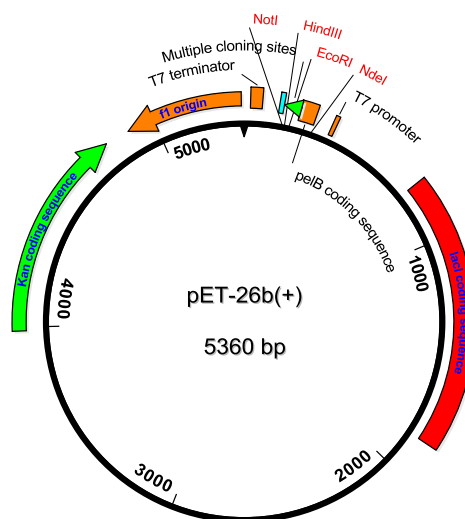 NotI
HindIII
Multiple cloning sites
EcoRI
T7 terminator
NdeI
f1 origin
T7 promoter
5000
pelB coding sequence
Kan coding sequence
1000
lacI coding sequence
4000
pET-26b(+)
5360 bp
2000
3000